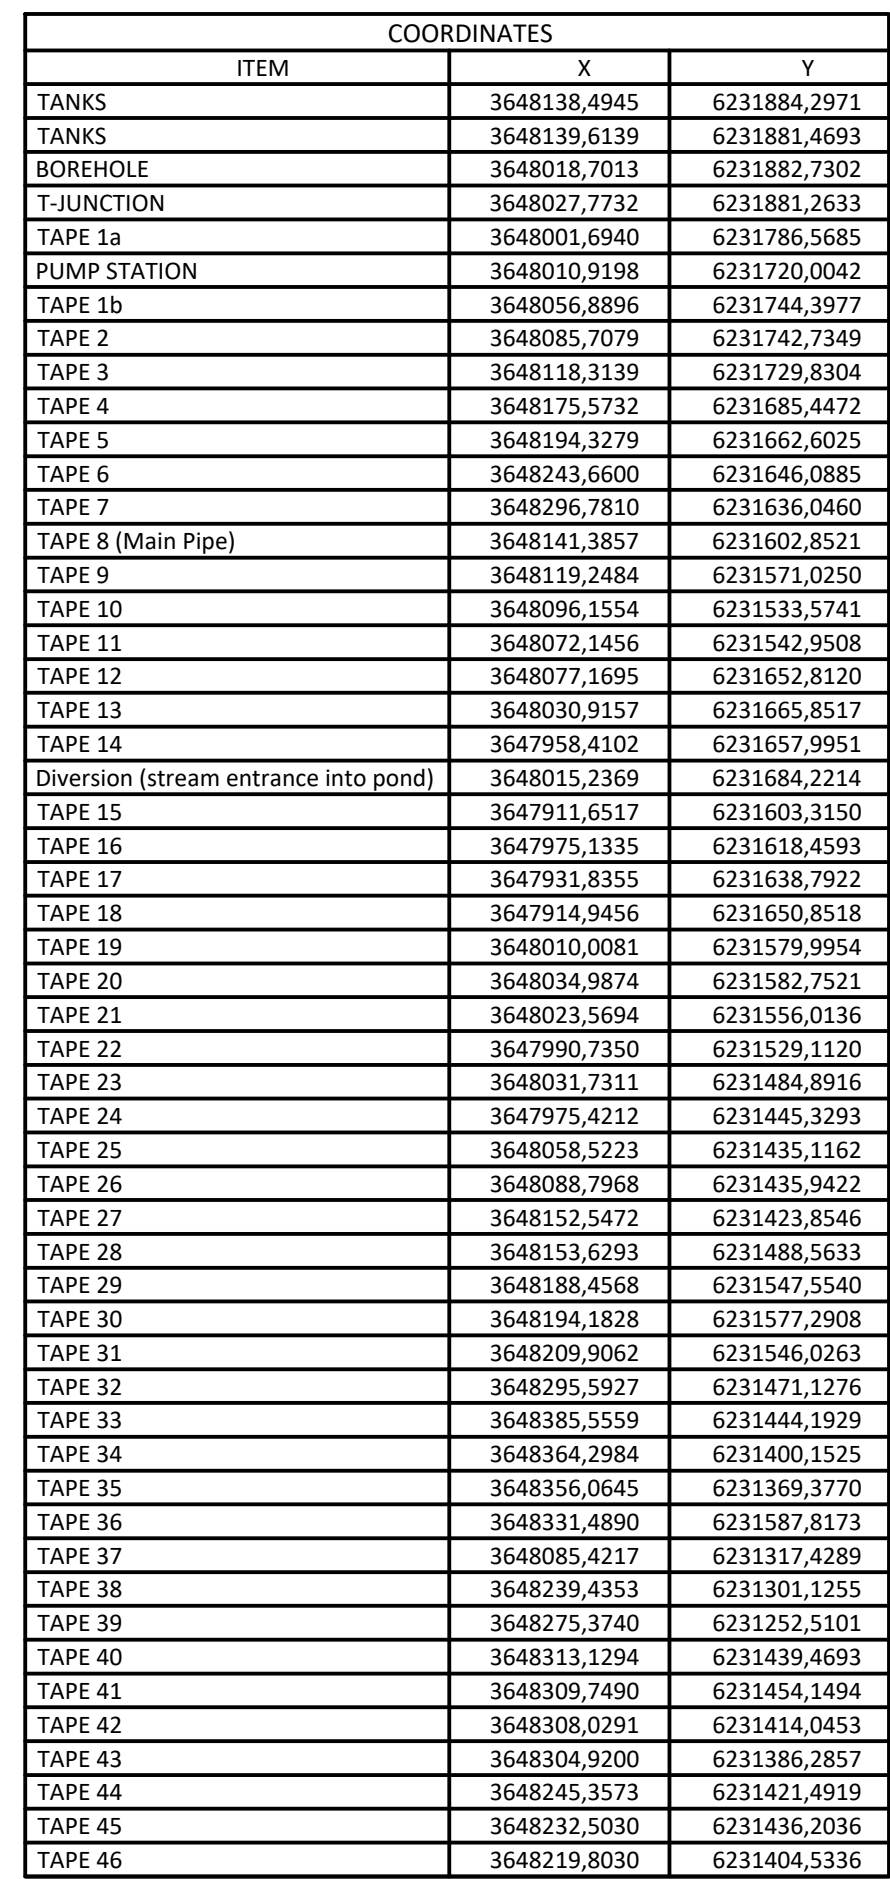 COORDINATES
ITEM X Y
TANKS 3648138,4945 6231884,2971
TANKS 3648139,6139 6231881,4693
BOREHOLE 3648018,7013 6231882,7302
T-JUNCTION 3648027,7732 6231881,2633
TAPE 1a 3648001,6940 6231786,5685
PUMP STATION 3648010,9198 6231720,0042
TAPE 1b 3648056,8896 6231744,3977
TAPE 2 3648085,7079 6231742,7349
TAPE 3 3648118,3139 6231729,8304
TAPE 4 3648175,5732 6231685,4472
TAPE 5 3648194,3279 6231662,6025
TAPE 6 3648243,6600 6231646,0885
TAPE 7 3648296,7810 6231636,0460
TAPE 8 (Main Pipe) 3648141,3857 6231602,8521
TAPE 9 3648119,2484 6231571,0250
TAPE 10 3648096,1554 6231533,5741
TAPE 11 3648072,1456 6231542,9508
TAPE 12 3648077,1695 6231652,8120
TAPE 13 3648030,9157 6231665,8517
TAPE 14 3647958,4102 6231657,9951
Diversion (stream entrance into pond) 3648015,2369 6231684,2214
TAPE 15 3647911,6517 6231603,3150
TAPE 16 3647975,1335 6231618,4593
TAPE 17 3647931,8355 6231638,7922
TAPE 18 3647914,9456 6231650,8518
TAPE 19 3648010,0081 6231579,9954
TAPE 20 3648034,9874 6231582,7521
TAPE 21 3648023,5694 6231556,0136
TAPE 22 3647990,7350 6231529,1120
TAPE 23 3648031,7311 6231484,8916
TAPE 24 3647975,4212 6231445,3293
TAPE 25 3648058,5223 6231435,1162
TAPE 26 3648088,7968 6231435,9422
TAPE 27 3648152,5472 6231423,8546
TAPE 28 3648153,6293 6231488,5633
TAPE 29 3648188,4568 6231547,5540
TAPE 30 3648194,1828 6231577,2908
TAPE 31 3648209,9062 6231546,0263
TAPE 32 3648295,5927 6231471,1276
TAPE 33 3648385,5559 6231444,1929
TAPE 34 3648364,2984 6231400,1525
TAPE 35 3648356,0645 6231369,3770
TAPE 36 3648331,4890 6231587,8173
TAPE 37 3648085,4217 6231317,4289
TAPE 38 3648239,4353 6231301,1255
TAPE 39 3648275,3740 6231252,5101
TAPE 40 3648313,1294 6231439,4693
TAPE 41 3648309,7490 6231454,1494
TAPE 42 3648308,0291 6231414,0453
TAPE 43 3648304,9200 6231386,2857
TAPE 44 3648245,3573 6231421,4919
TAPE 45 3648232,5030 6231436,2036
TAPE 46 3648219,8030 6231404,5336